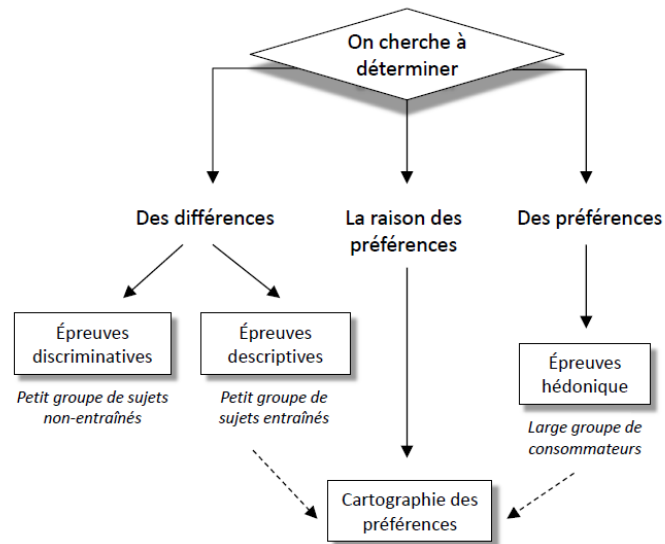 On cherche à
déterminer
Des différences
La raison des
préférences
Des préférences
Épreuves
discriminatives
Petit groupe de sujets
non-entraînés
Épreuves
descriptives
Petit groupe de
sujets entraînés
Épreuves
hédonique
Large groupe de
consommateurs
Cartographie des
préférences